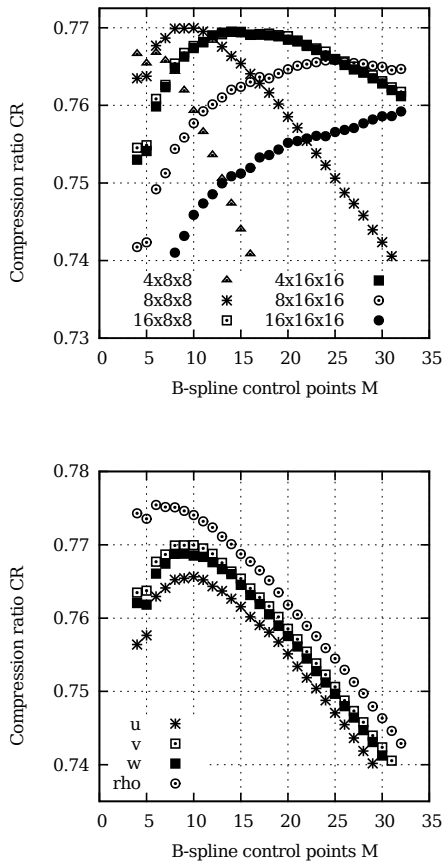 0.77
0.76
0.75
0.74
0.73
Compression ratio CR
4x8x8
8x8x8
16x8x8
4x16x16
8x16x16
16x16x16
0 5 10 15 20 25 30 35
B-spline control points M
0.78
0.77
0.76
0.75
0.74
Compression ratio CR
u
v
w
rho
0 5 10 15 20 25 30 35
B-spline control points M